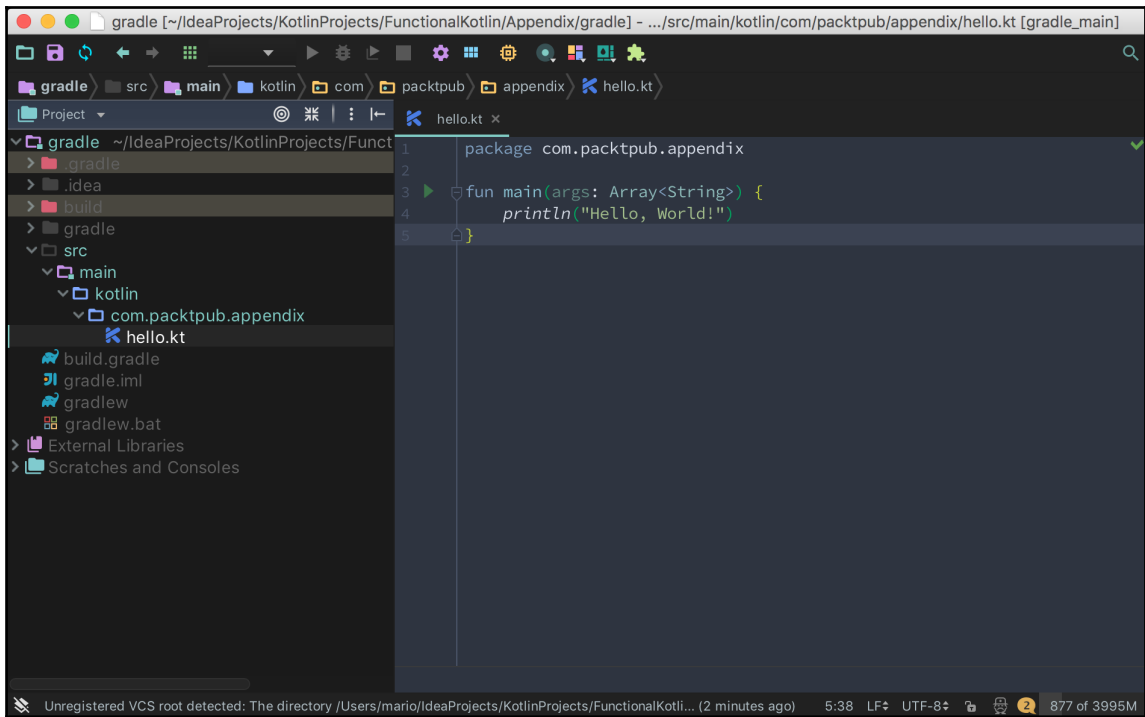 gradle [~/IdeaProjects/KotlinProjects/FunctionalKotlin/Appendix/gradle] - .../src/main/kotlin/com/packtpub/appendix/hello.kt [gradle_main]
gradle src main kotlin com packtpub appendix hello.kt
Project
hello.kt ×
gradle ~/IdeaProjects/KotlinProjects/Funct
.gradle
.idea
build
gradle
src
main
kotlin
com.packtpub.appendix
hello.kt
build.gradle
gradle.iml
gradlew
gradlew.bat
External Libraries
Scratches and Consoles
1 package com.packtpub.appendix
2
3 fun main(args: Array<String>) {
4 println("Hello, World!")
5 }
Unregistered VCS root detected: The directory /Users/mario/IdeaProjects/KotlinProjects/FunctionalKotli... (2 minutes ago) 5:38 LF UTF-8 2 877 of 3995M